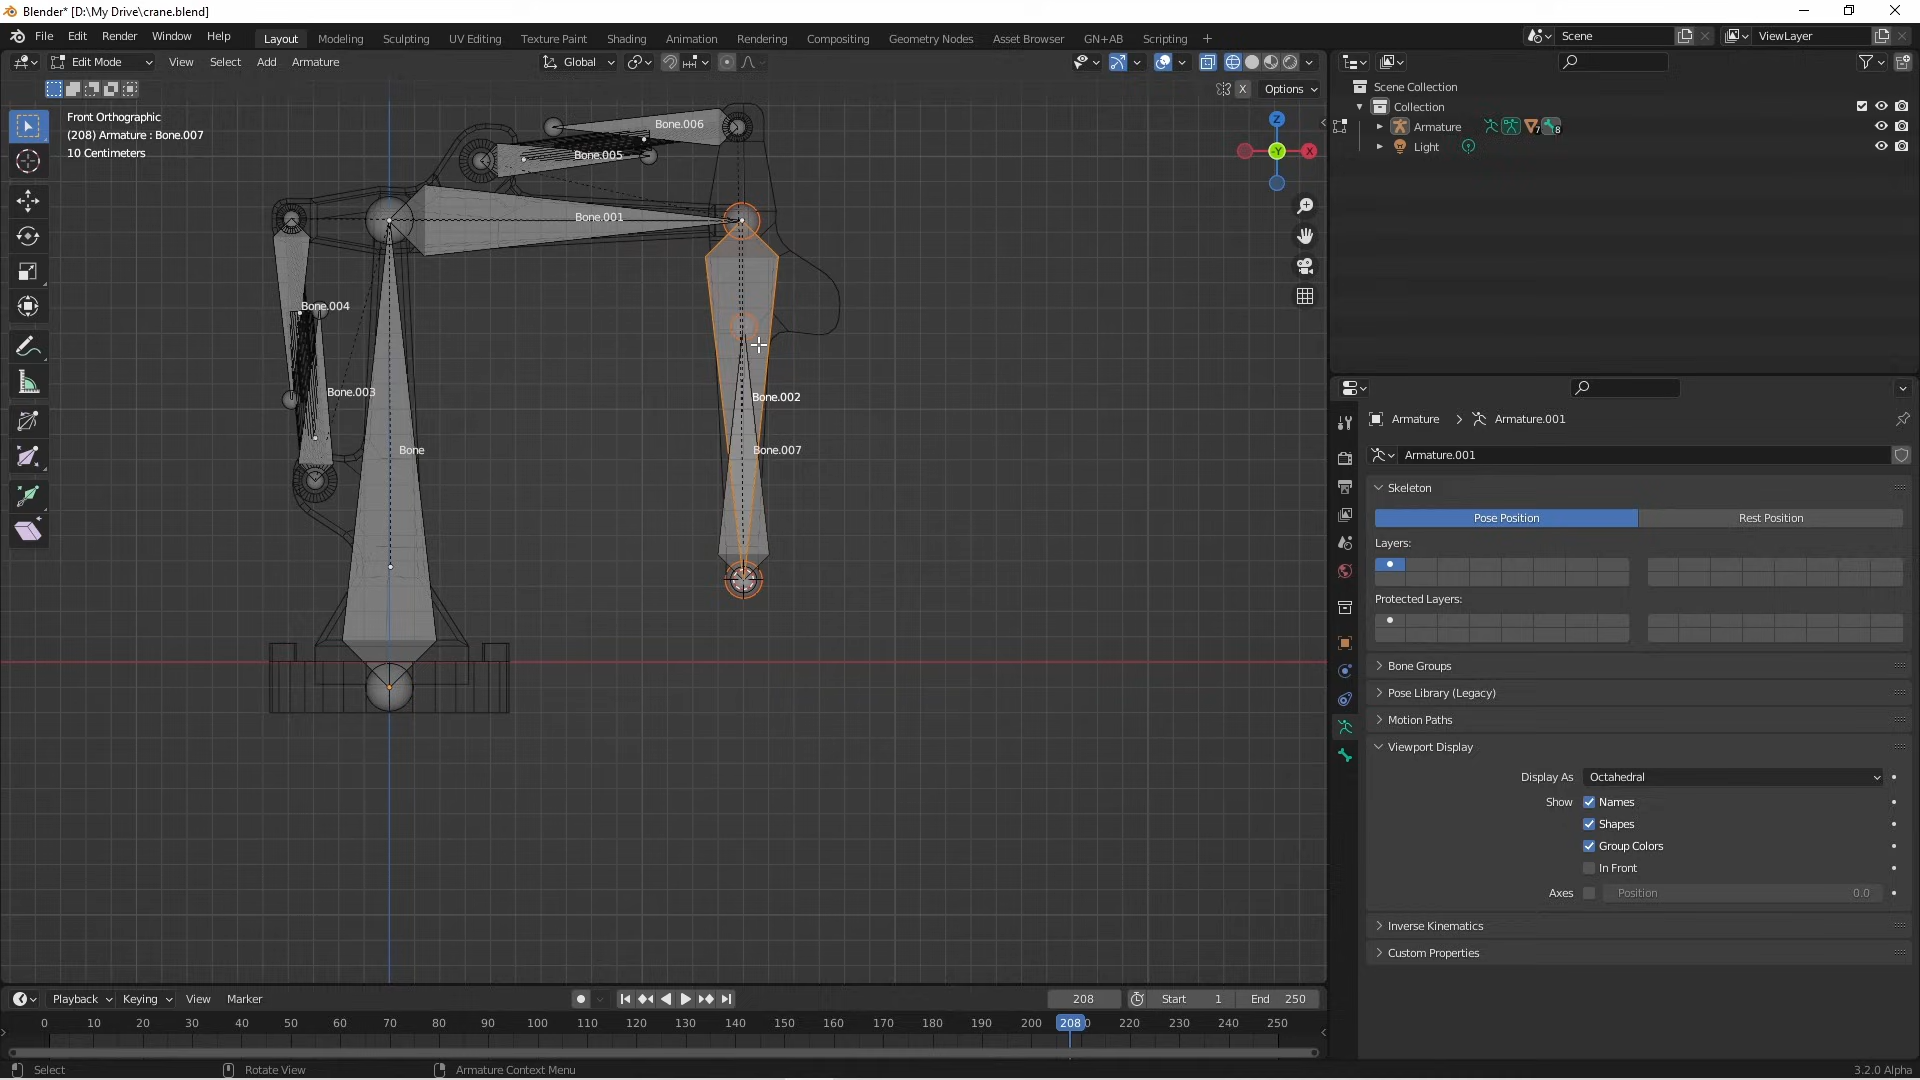 Blender* [D:\My Drive\crane.blend]
File Edit Render Window Help Layout Modeling Sculpting UV Editing Texture Paint Shading Animation Rendering Compositing Geometry Nodes Asset Browser GN+AB Scripting + Scene ViewLayer
Edit Mode View Select Add Armature Global
X Options
Front Orthographic
(208) Armature : Bone.007
10 Centimeters
Bone.006
Bone.005
Bone.001
Bone.004
Bone.003
Bone
Bone.002
Bone.007
Z
-Y
X
Scene Collection
Collection
Armature 7 8
Light
Armature > Armature.001
Armature.001
Skeleton
Pose Position Rest Position
Layers:
Protected Layers:
Bone Groups
Pose Library (Legacy)
Motion Paths
Viewport Display
Display As Octahedral
Show Names
Shapes
Group Colors
In Front
Axes Position 0.0
Inverse Kinematics
Custom Properties
Playback Keying View Marker 208 Start 1 End 250
0 10 20 30 40 50 60 70 80 90 100 110 120 130 140 150 160 170 180 190 200 208 220 230 240 250
Select Rotate View Armature Context Menu 3.2.0 Alpha